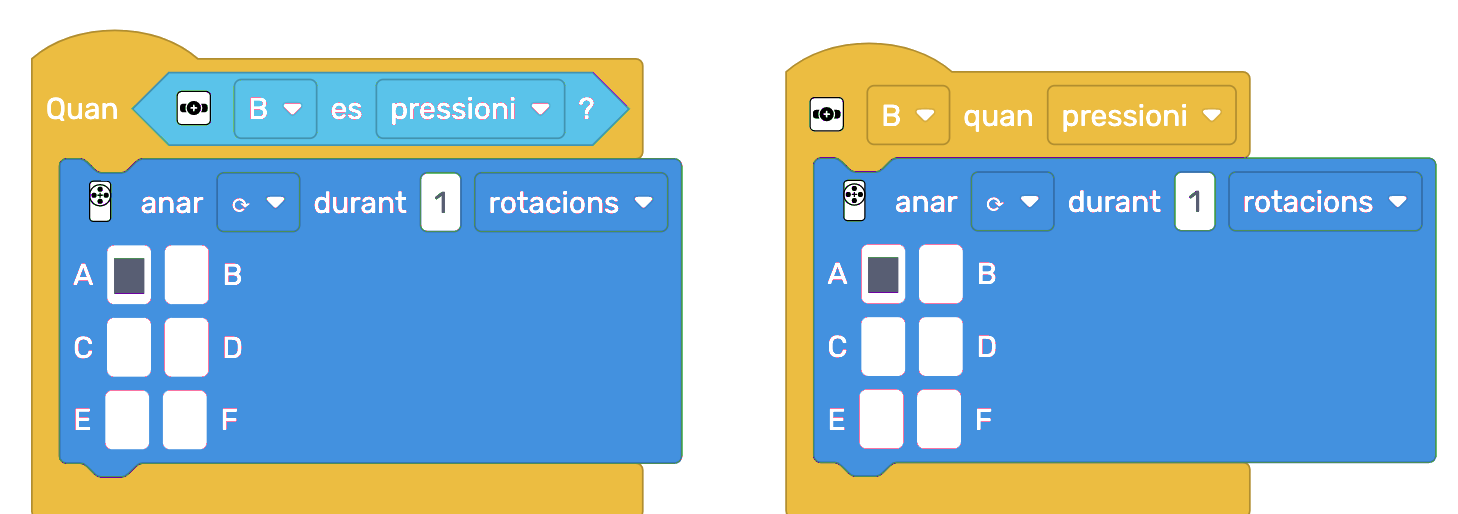 Quan B es pressioni ?
anar ⟳ durant 1 rotacions
A B
C D
E F
B quan pressioni
anar ⟳ durant 1 rotacions
A B
C D
E F